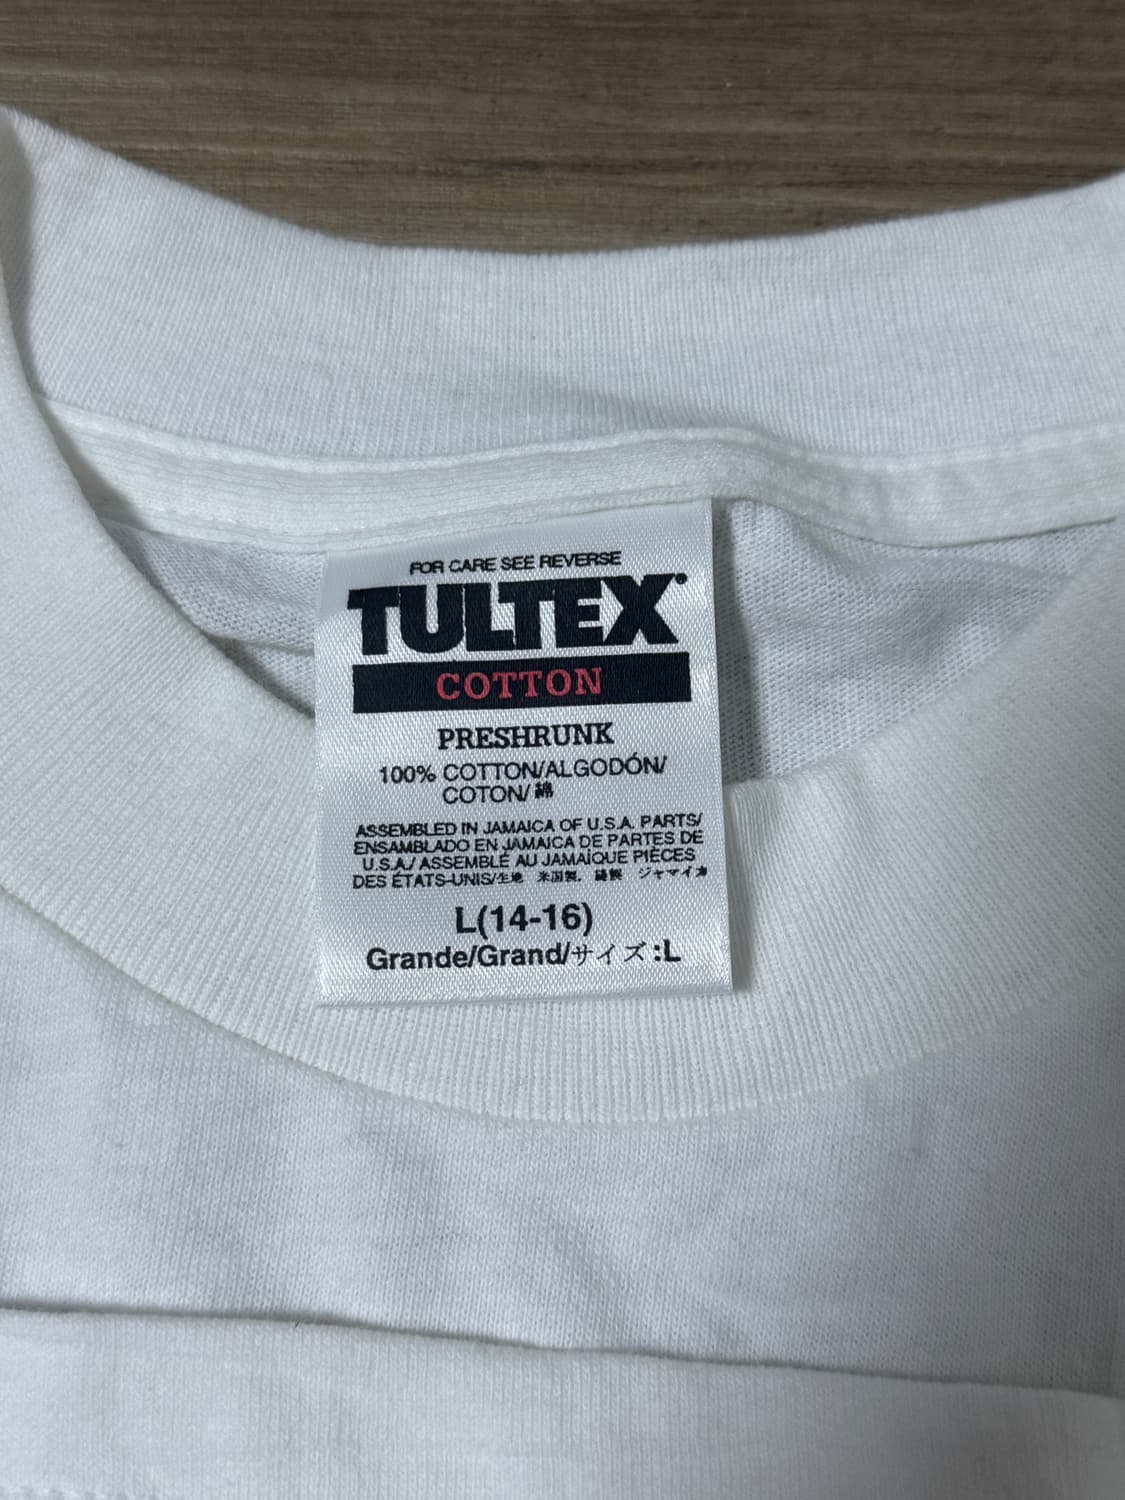 FOR CARE SEE REVERSE
TULTEX®
COTTON
PRESHRUNK
100% COTTON/ALGODÓN/
COTON/綿
ASSEMBLED IN JAMAICA OF U.S.A. PARTS/
ENSAMBLADO EN JAMAICA DE PARTES DE
U.S.A./ ASSEMBLÉ AU JAMAÏQUE PIÈCES
DES ÉTATS-UNIS/生地 米国製, 縫製 ジャマイカ
L(14-16)
Grande/Grand/サイズ:L